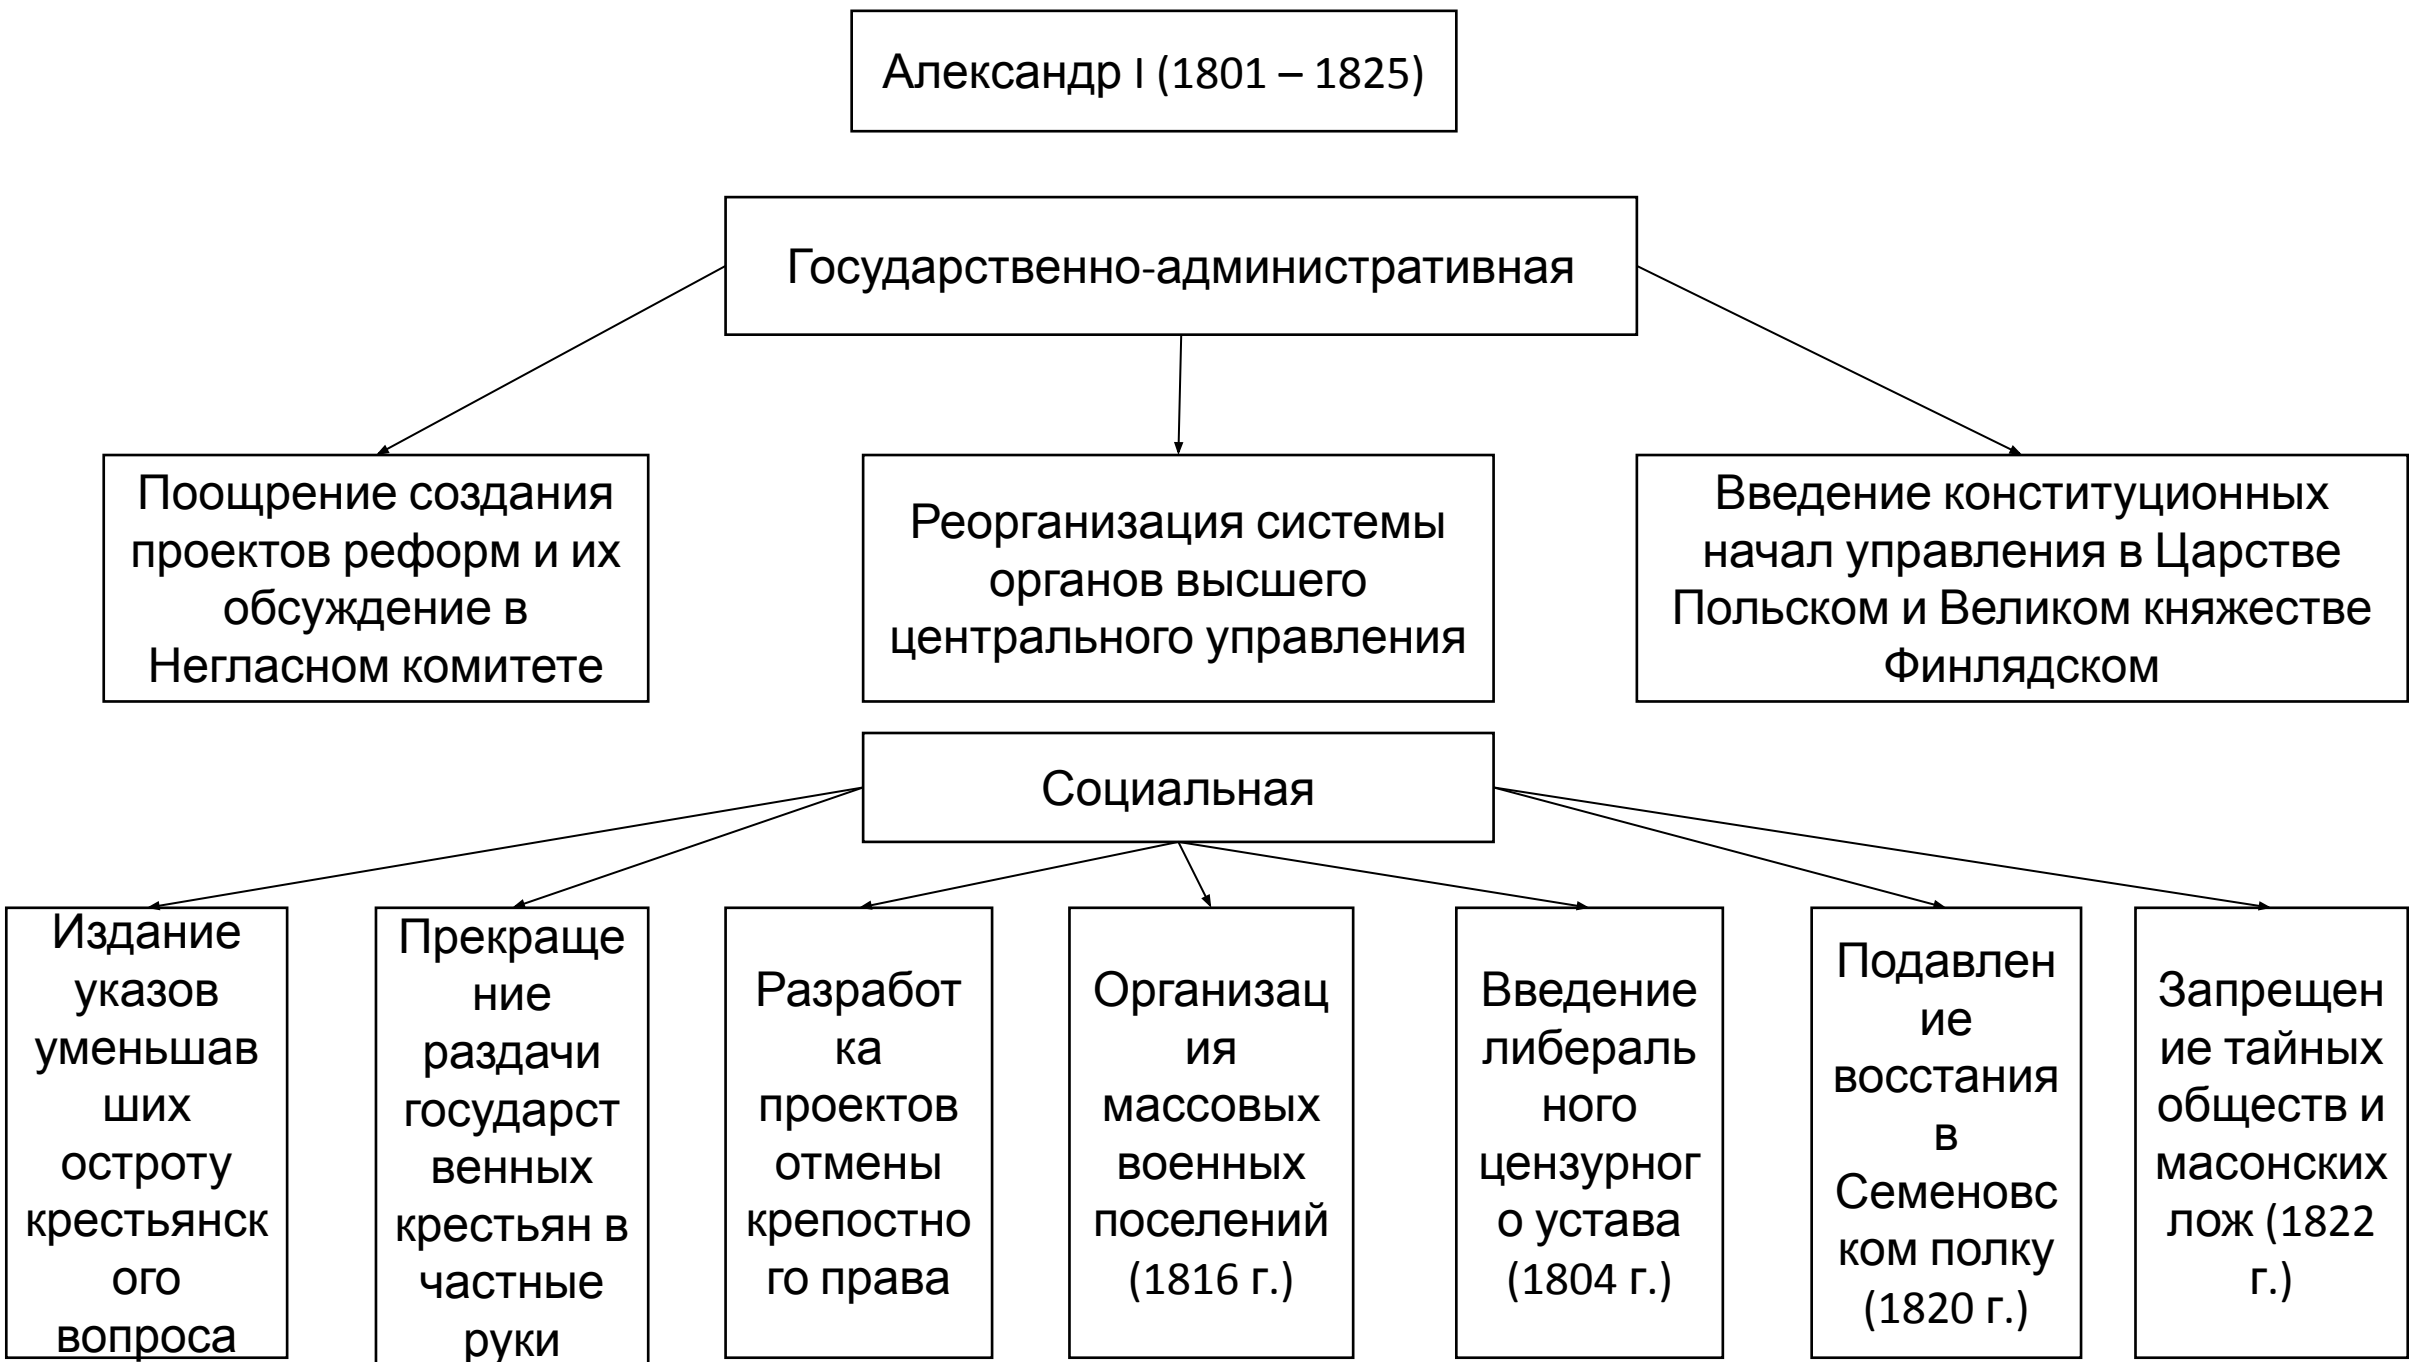 Александр I (1801 – 1825)
Государственно-административная
Поощрение создания
проектов реформ и их
обсуждение в
Негласном комитете
Реорганизация системы
органов высшего
центрального управления
Введение конституционных
начал управления в Царстве
Польском и Великом княжестве
Финлядском
Социальная
Издание
указов
уменьшав
ших
остроту
крестьянск
ого
вопроса
Прекраще
ние
раздачи
государст
венных
крестьян в
частные
руки
Разработ
ка
проектов
отмены
крепостно
го права
Организац
ия
массовых
военных
поселений
(1816 г.)
Введение
либераль
ного
цензурног
о устава
(1804 г.)
Подавлен
ие
восстания
в
Семеновс
ком полку
(1820 г.)
Запрещен
ие тайных
обществ и
масонских
лож (1822
г.)